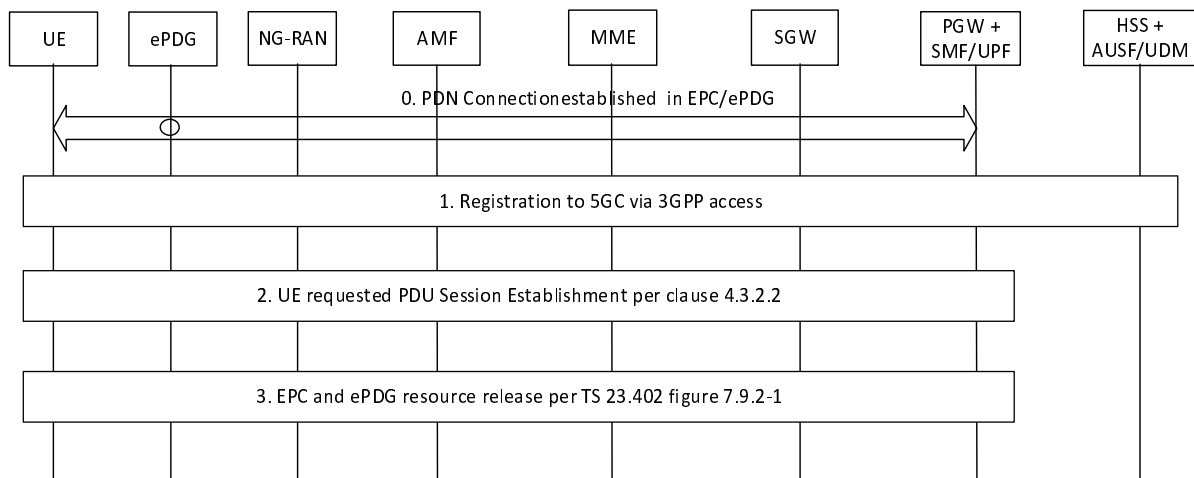 UE
ePDG
NG-RAN
AMF
MME
SGW
PGW +
SMF/UPF
HSS +
AUSF/UDM
0. PDN Connectionestablished in EPC/ePDG
1. Registration to 5GC via 3GPP access
2. UE requested PDU Session Establishment per clause 4.3.2.2
3. EPC and ePDG resource release per TS 23.402 figure 7.9.2-1